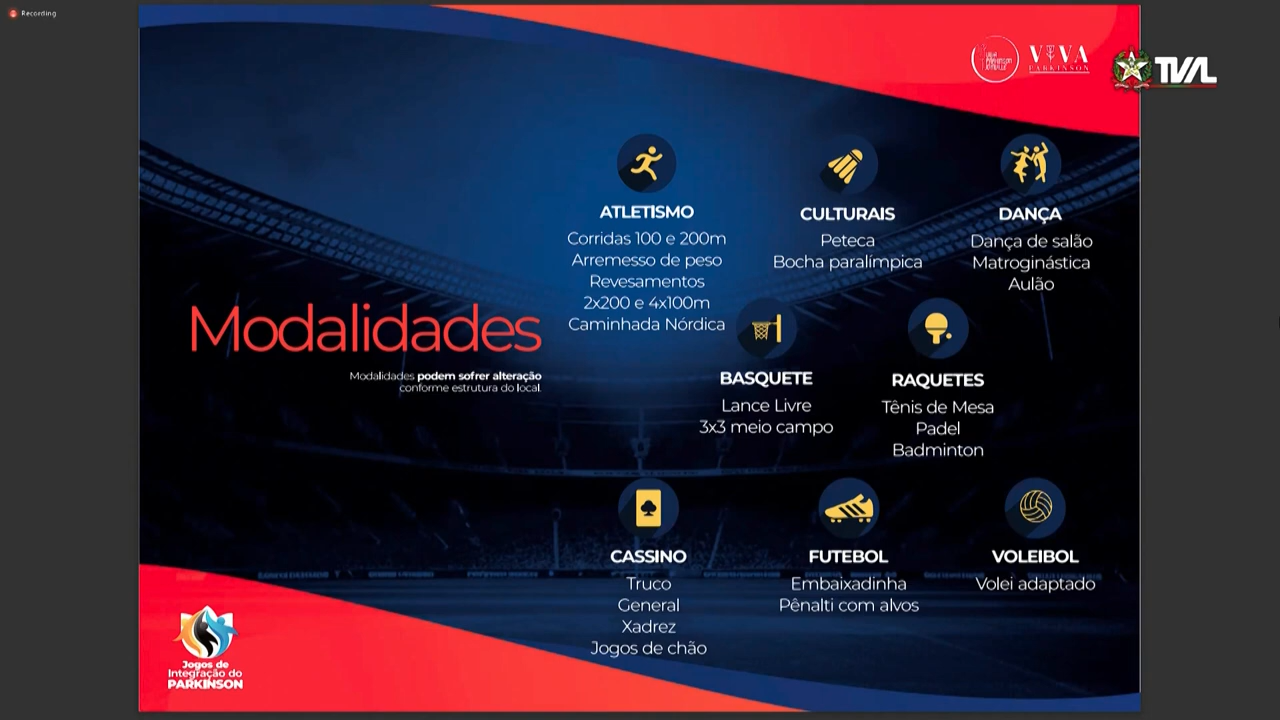 Recording
VIVA
PARKINSON
TVAL
ATLETISMO
Corridas 100 e 200m
Arremesso de peso
Revesamentos
2x200 e 4x100m
Caminhada Nórdica
CULTURAIS
Peteca
Bocha paralímpica
DANÇA
Dança de salão
Matroginástica
Aulão
Modalidades
Modalidades podem sofrer alteração
conforme estrutura do local.
BASQUETE
Lance Livre
3x3 meio campo
RAQUETES
Tênis de Mesa
Padel
Badminton
CASSINO
Truco
General
Xadrez
Jogos de chão
FUTEBOL
Embaixadinha
Pênalti com alvos
VOLEIBOL
Volei adaptado
Jogos de
Integração do
PARKINSON